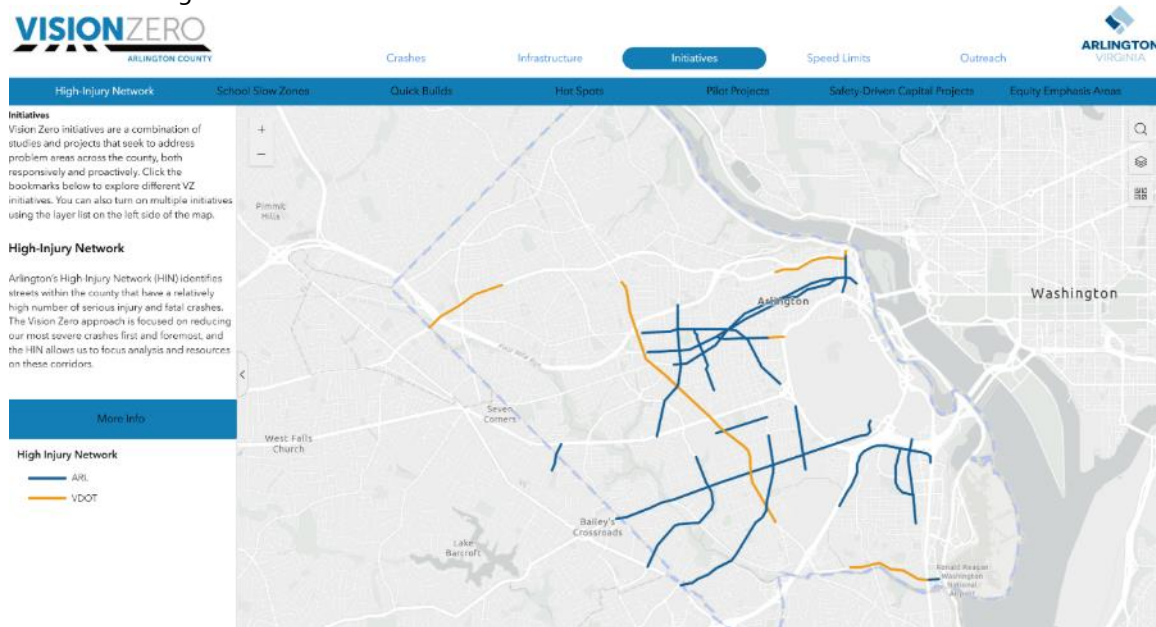 VISIONZERO
ARLINGTON COUNTY
Crashes
Infrastructure
Initiatives
Speed Limits
Outreach
ARLINGTON
VIRGINIA
High-Injury Network
School Slow Zones
Quick Builds
Hot Spots
Pilot Projects
Safety-Driven Capital Projects
Equity Emphasis Areas
Initiatives
Vision Zero initiatives are a combination of
studies and projects that seek to address
problem areas across the county, both
responsively and proactively. Click the
bookmarks below to explore different VZ
initiatives. You can also turn on multiple initiatives
using the layer list on the left side of the map.
High-Injury Network
Arlington's High-Injury Network (HIN) identifies
streets within the county that have a relatively
high number of serious injury and fatal crashes.
The Vision Zero approach is focused on reducing
our most severe crashes first and foremost, and
the HIN allows us to focus analysis and resources
on these corridors.
More Info
High Injury Network
ARL
VDOT
+
−
Pimmit
Hills
Arlington
Washington
Seven
Corners
West Falls
Church
Bailey's
Crossroads
Lake
Barcroft
Ronald Reagan
Washington
National
Airport